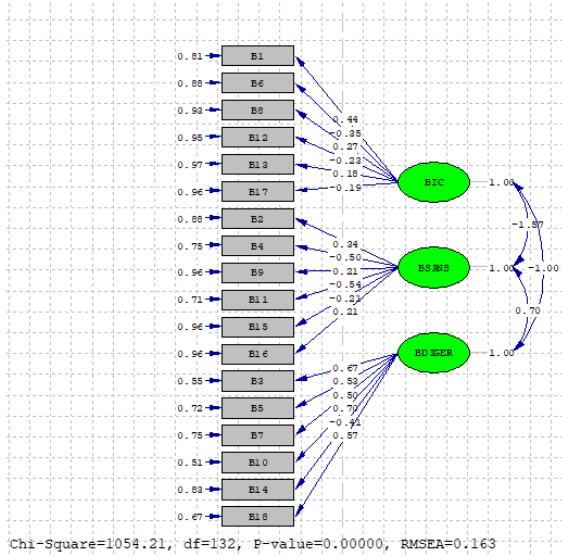 0.81 B1
0.88 B6
0.93 B8
0.95 B12
0.97 B13
0.96 B17
0.88 B2
0.75 B4
0.96 B9
0.71 B11
0.96 B15
0.96 B16
0.55 B3
0.72 B5
0.75 B7
0.51 B10
0.83 B14
0.67 B18
0.44
-0.35
0.27
-0.23
0.18
-0.19
0.34
-0.50
0.21
-0.54
-0.21
0.21
0.67
0.53
0.50
0.70
-0.41
0.57
BIC 1.00
BSANS 1.00
BDIGER 1.00
-1.57
-1.00
0.70
Chi-Square=1054.21, df=132, P-value=0.00000, RMSEA=0.163